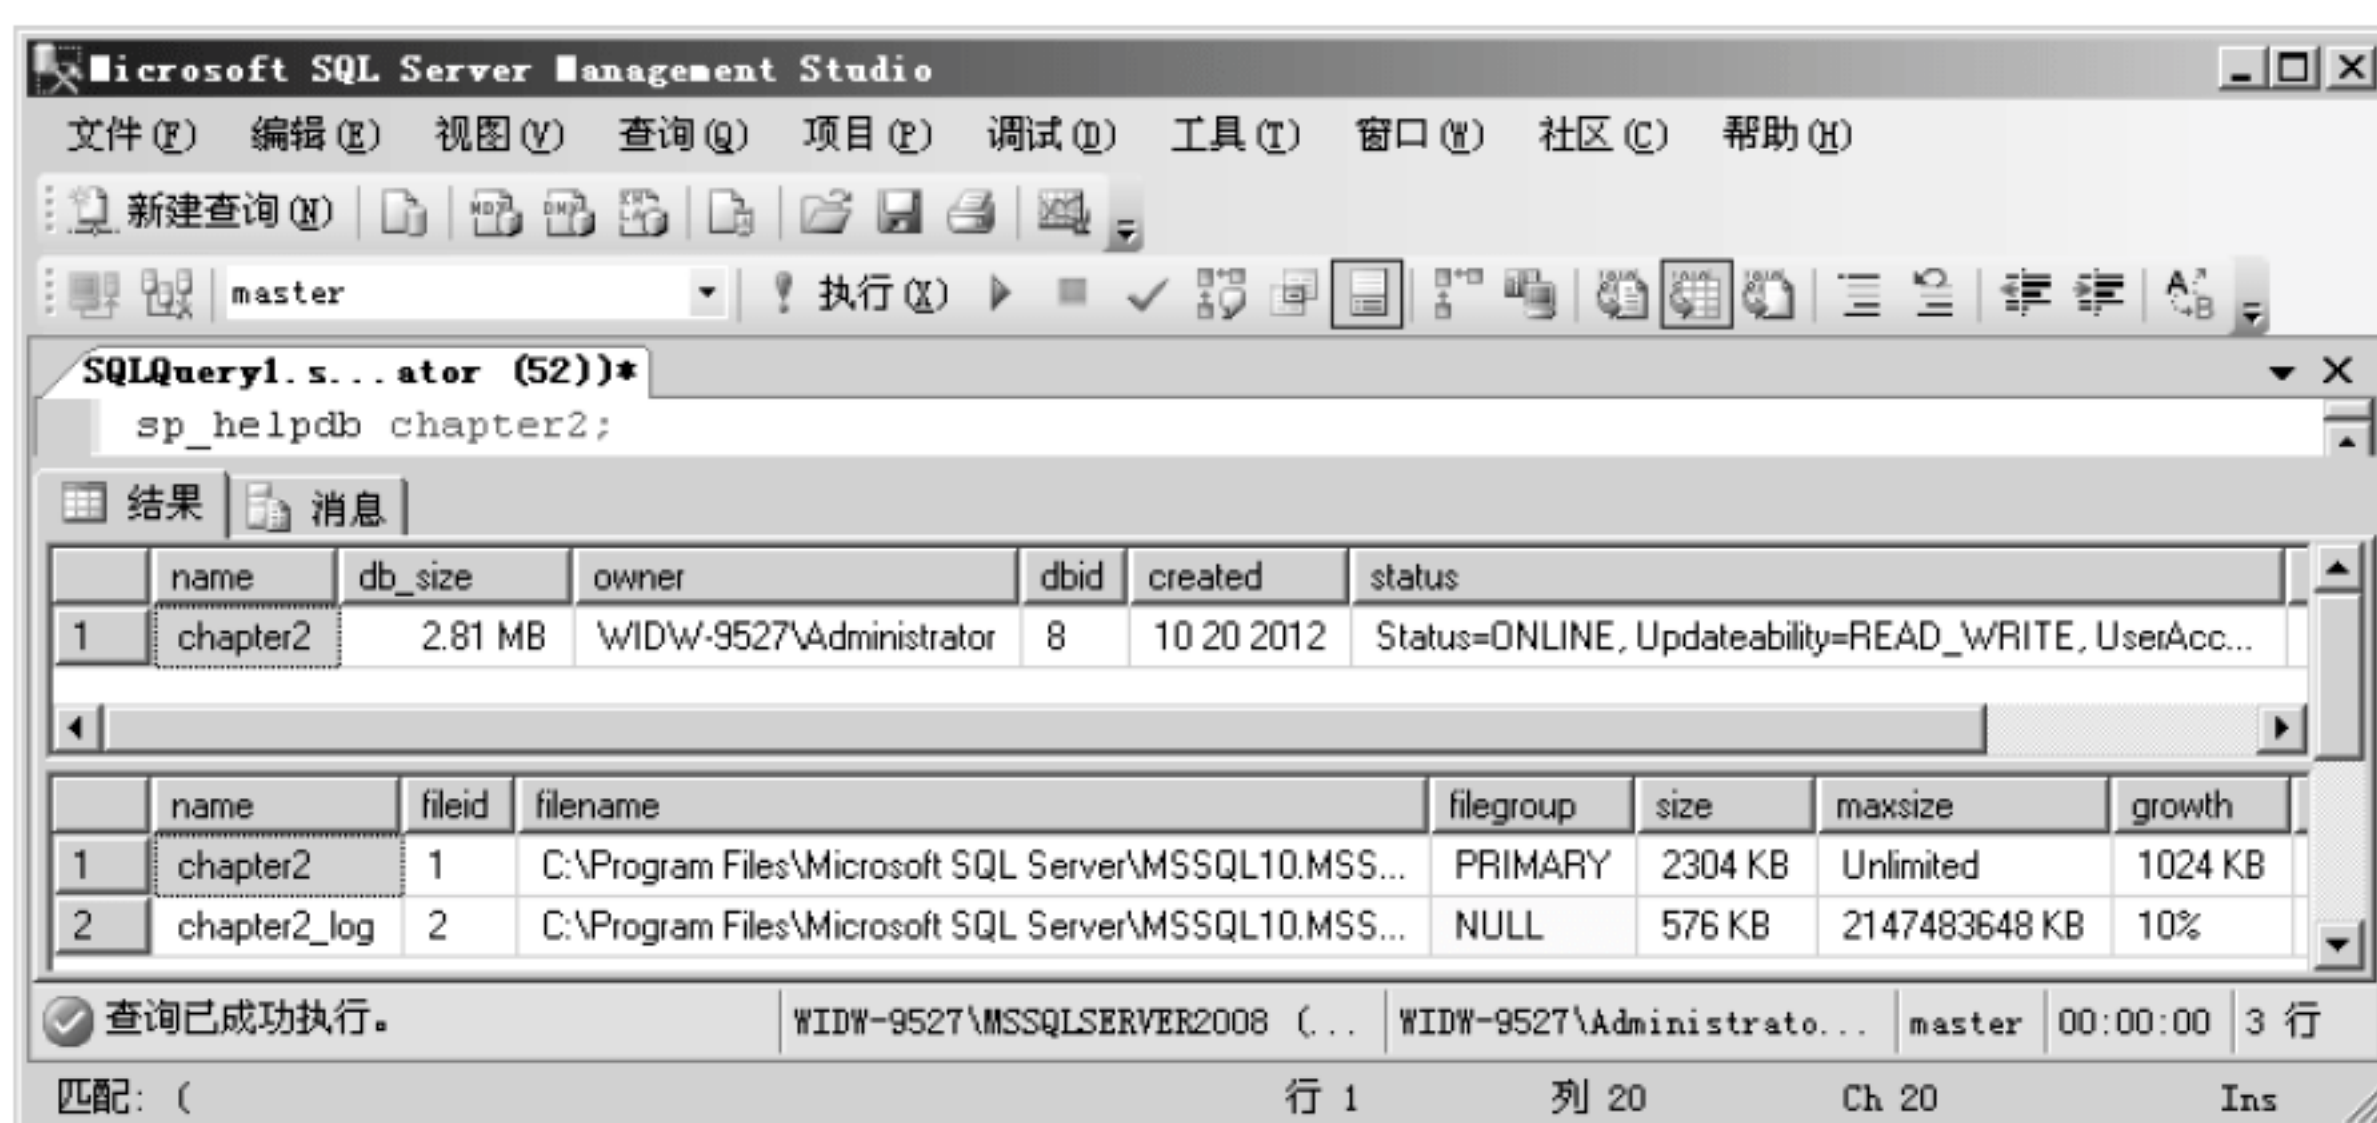 Microsoft SQL Server Management Studio
文件(F) 编辑(E) 视图(V) 查询(Q) 项目(P) 调试(D) 工具(T) 窗口(W) 社区(C) 帮助(H)
新建查询(N)
master 执行(X)
SQLQuery1.s...ator (52))*
sp_helpdb chapter2;
结果 消息
name db_size owner dbid created status
1 chapter2 2.81 MB WIDW-9527\Administrator 8 10 20 2012 Status=ONLINE, Updateability=READ_WRITE, UserAcc...
name fileid filename filegroup size maxsize growth
1 chapter2 1 C:\Program Files\Microsoft SQL Server\MSSQL10.MSS... PRIMARY 2304 KB Unlimited 1024 KB
2 chapter2_log 2 C:\Program Files\Microsoft SQL Server\MSSQL10.MSS... NULL 576 KB 2147483648 KB 10%
查询已成功执行。 WIDW-9527\MSSQLSERVER2008 (... WIDW-9527\Administrato... master 00:00:00 3 行
匹配: ( 行 1 列 20 Ch 20 Ins